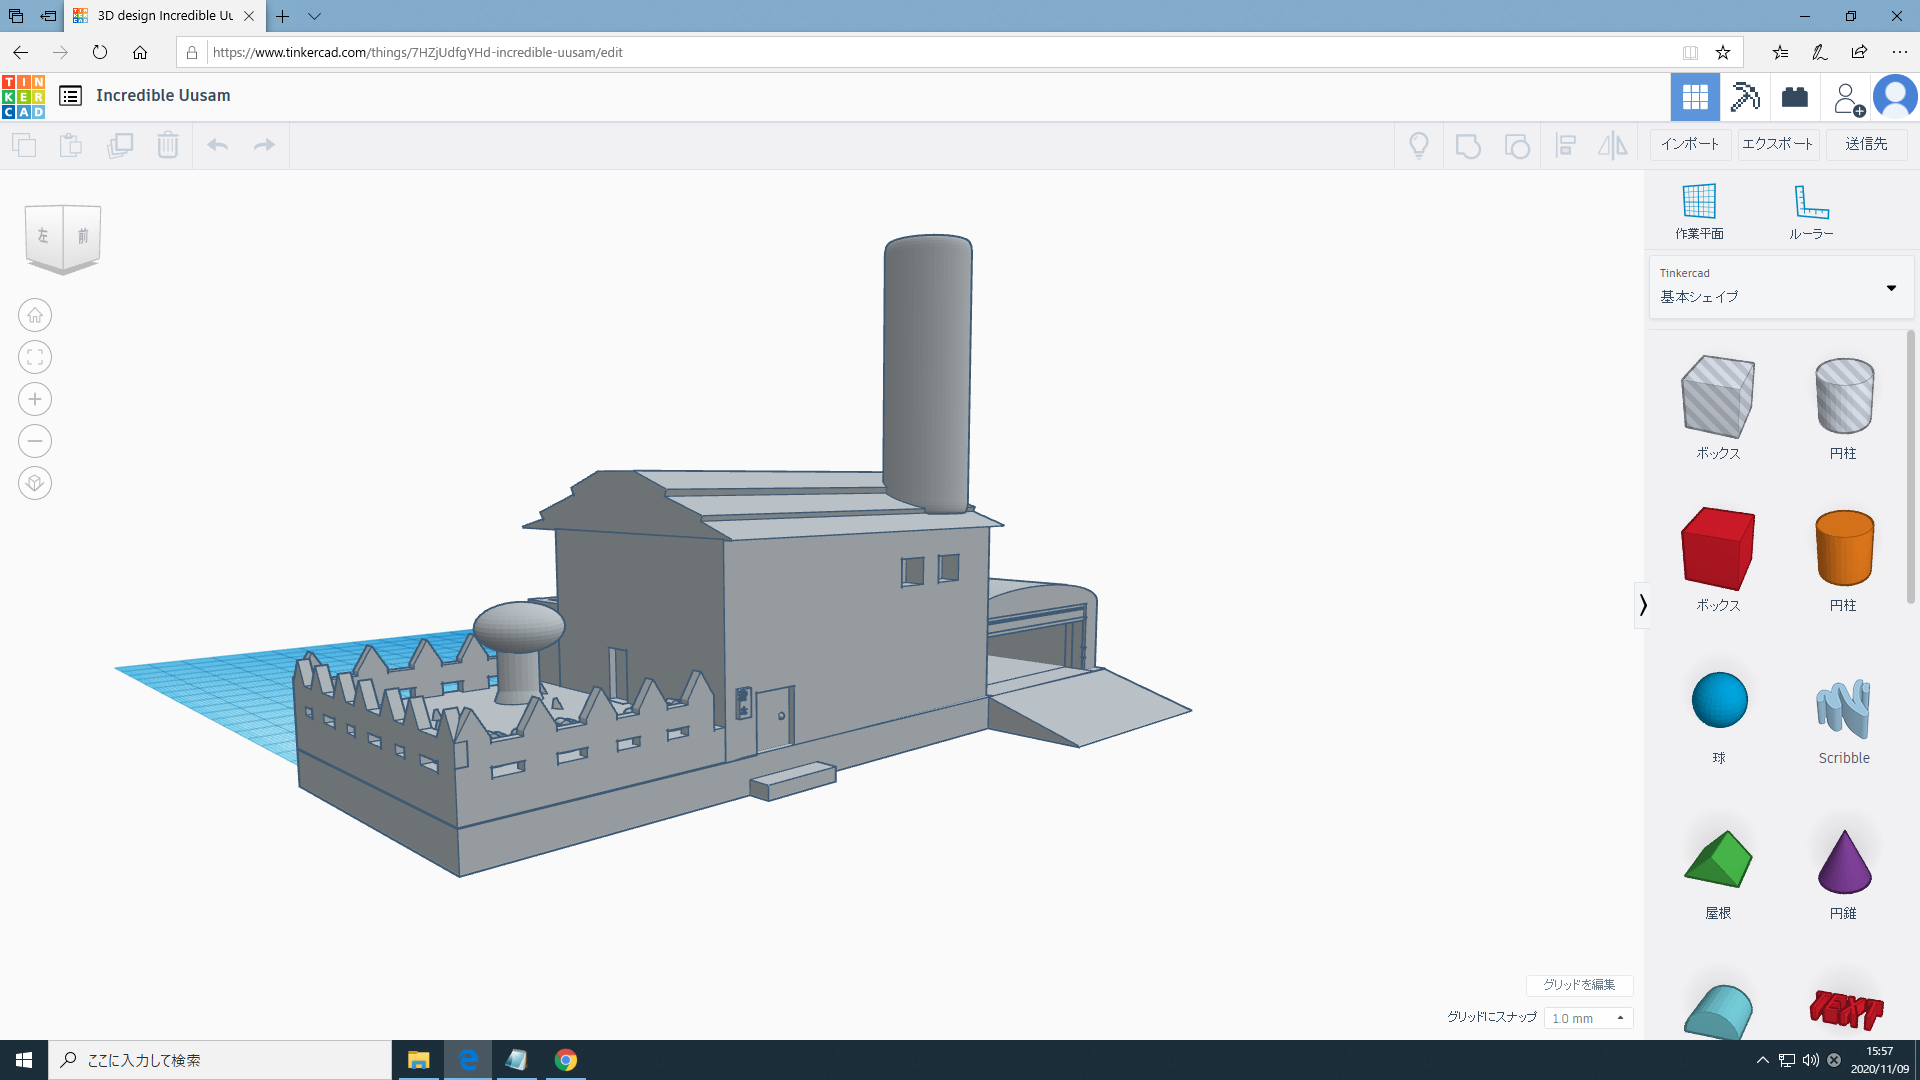 3D design Incredible Uu
https://www.tinkercad.com/things/7HZjUdfgYHd-incredible-uusam/edit
TIN
KER
CAD
Incredible Uusam
インポート
エクスポート
送信先
左
前
作業平面
ルーラー
Tinkercad
基本シェイプ
ボックス
円柱
ボックス
円柱
球
Scribble
屋根
円錐
TEXT
グリッドを編集
グリッドにスナップ
1.0 mm
ここに入力して検索
15:57
2020/11/09